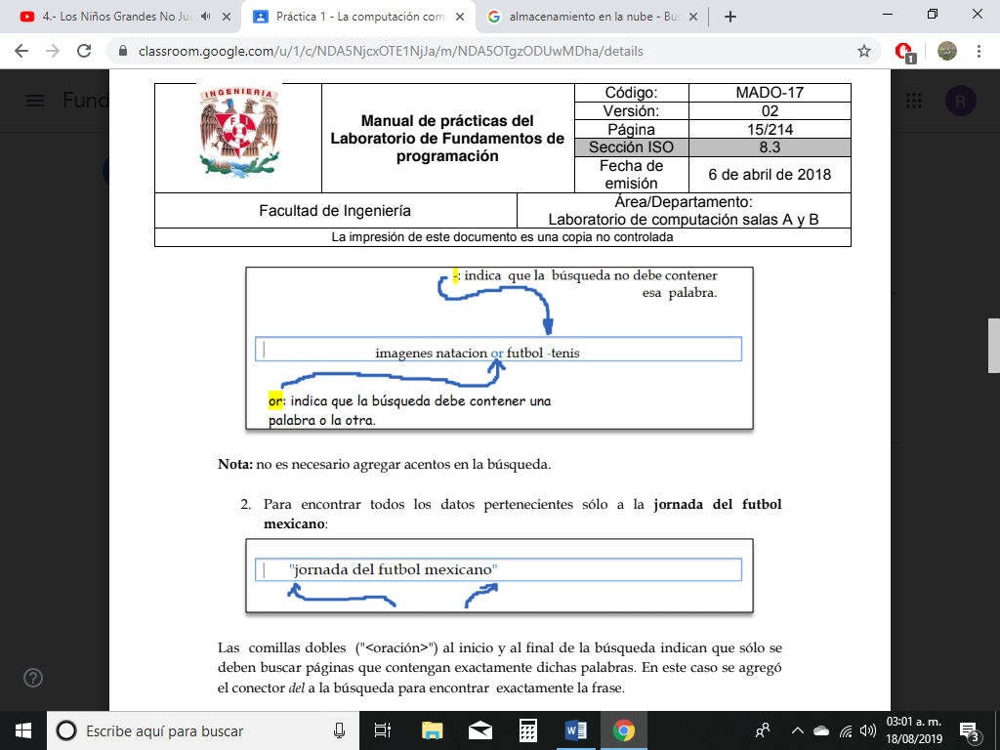 4.- Los Niños Grandes No Jue
Práctica 1 - La computación com
almacenamiento en la nube - Bus
classroom.google.com/u/1/c/NDA5NjcxOTE1NjJa/m/NDA5OTgzODUwMDha/details
1
Fund
R
INGENIERIA
Manual de prácticas del
Laboratorio de Fundamentos de
programación
Código:
MADO-17
Versión:
02
Página
15/214
Sección ISO
8.3
Fecha de
emisión
6 de abril de 2018
Facultad de Ingeniería
Área/Departamento:
Laboratorio de computación salas A y B
La impresión de este documento es una copia no controlada
-: indica que la búsqueda no debe contener
esa palabra.
imagenes natacion or futbol -tenis
or: indica que la búsqueda debe contener una
palabra o la otra.
Nota: no es necesario agregar acentos en la búsqueda.
2. Para encontrar todos los datos pertenecientes sólo a la jornada del futbol
mexicano:
"jornada del futbol mexicano"
Las comillas dobles ("<oración>") al inicio y al final de la búsqueda indican que sólo se
deben buscar páginas que contengan exactamente dichas palabras. En este caso se agregó
el conector del a la búsqueda para encontrar exactamente la frase.
Escribe aquí para buscar
03:01 a. m.
18/08/2019
3